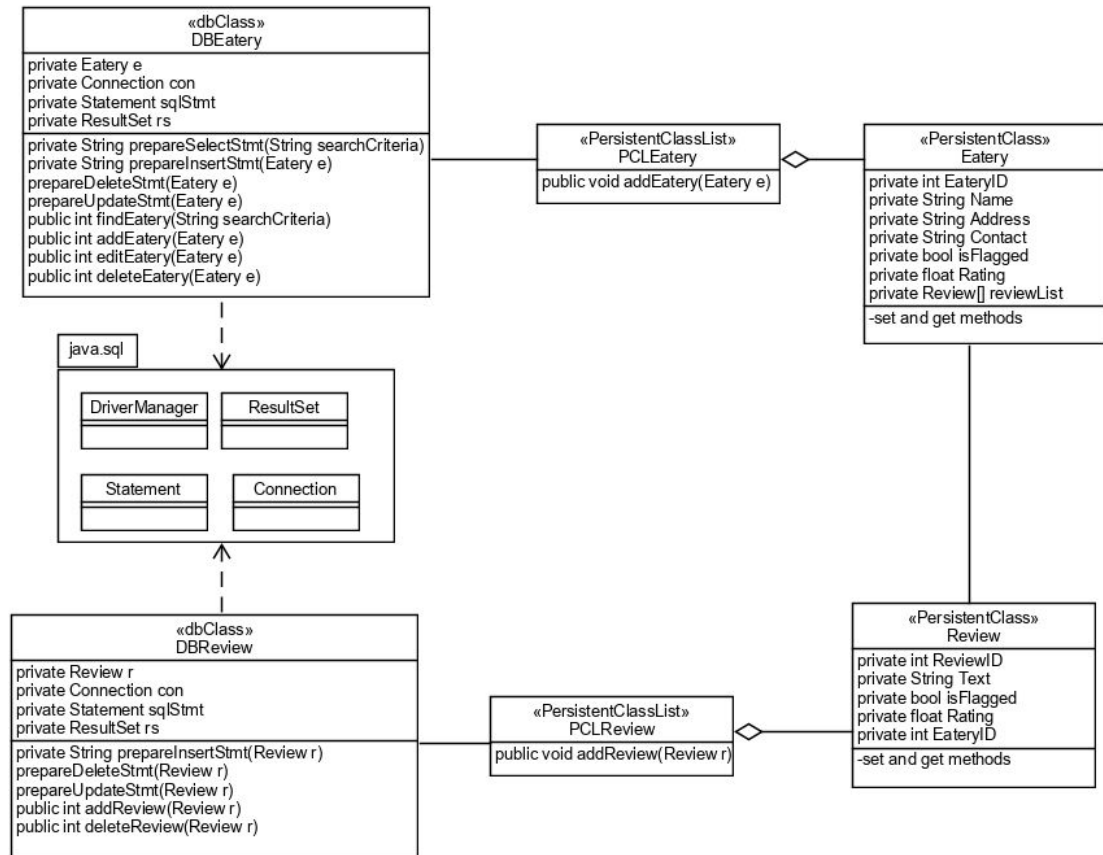 «dbClass»
DBEatery
private Eatery e
private Connection con
private Statement sqlStmt
private ResultSet rs
private String prepareSelectStmt(String searchCriteria)
private String prepareInsertStmt(Eatery e)
prepareDeleteStmt(Eatery e)
prepareUpdateStmt(Eatery e)
public int findEatery(String searchCriteria)
public int addEatery(Eatery e)
public int editEatery(Eatery e)
public int deleteEatery(Eatery e)
«PersistentClassList»
PCLEatery
public void addEatery(Eatery e)
«PersistentClass»
Eatery
private int EateryID
private String Name
private String Address
private String Contact
private bool isFlagged
private float Rating
private Review[] reviewList
-set and get methods
java.sql
DriverManager
ResultSet
Statement
Connection
«dbClass»
DBReview
private Review r
private Connection con
private Statement sqlStmt
private ResultSet rs
private String prepareInsertStmt(Review r)
prepareDeleteStmt(Review r)
prepareUpdateStmt(Review r)
public int addReview(Review r)
public int deleteReview(Review r)
«PersistentClassList»
PCLReview
public void addReview(Review r)
«PersistentClass»
Review
private int ReviewID
private String Text
private bool isFlagged
private float Rating
private int EateryID
-set and get methods